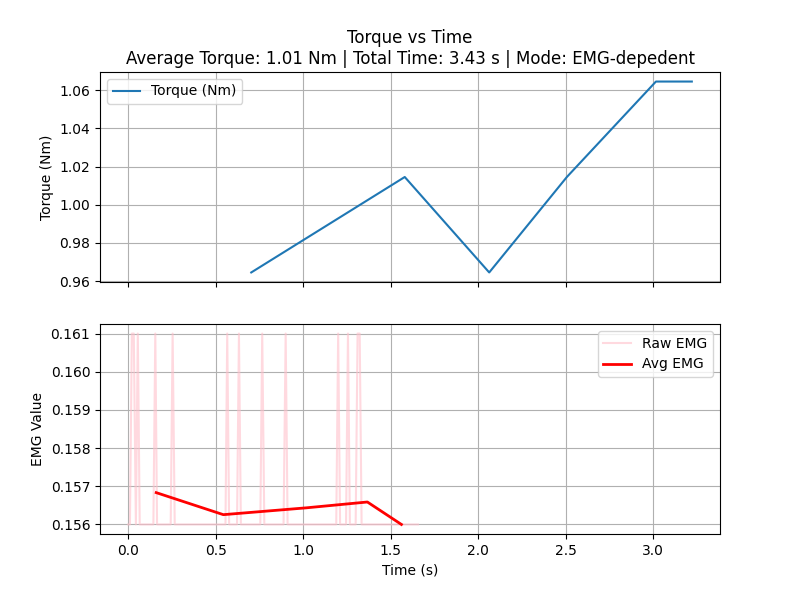 Torque vs Time
Average Torque: 1.01 Nm | Total Time: 3.43 s | Mode: EMG-depedent
Torque (Nm)
Torque (Nm)
1.06
1.04
1.02
1.00
0.98
0.96
Raw EMG
Avg EMG
EMG Value
0.161
0.160
0.159
0.158
0.157
0.156
0.0 0.5 1.0 1.5 2.0 2.5 3.0
Time (s)